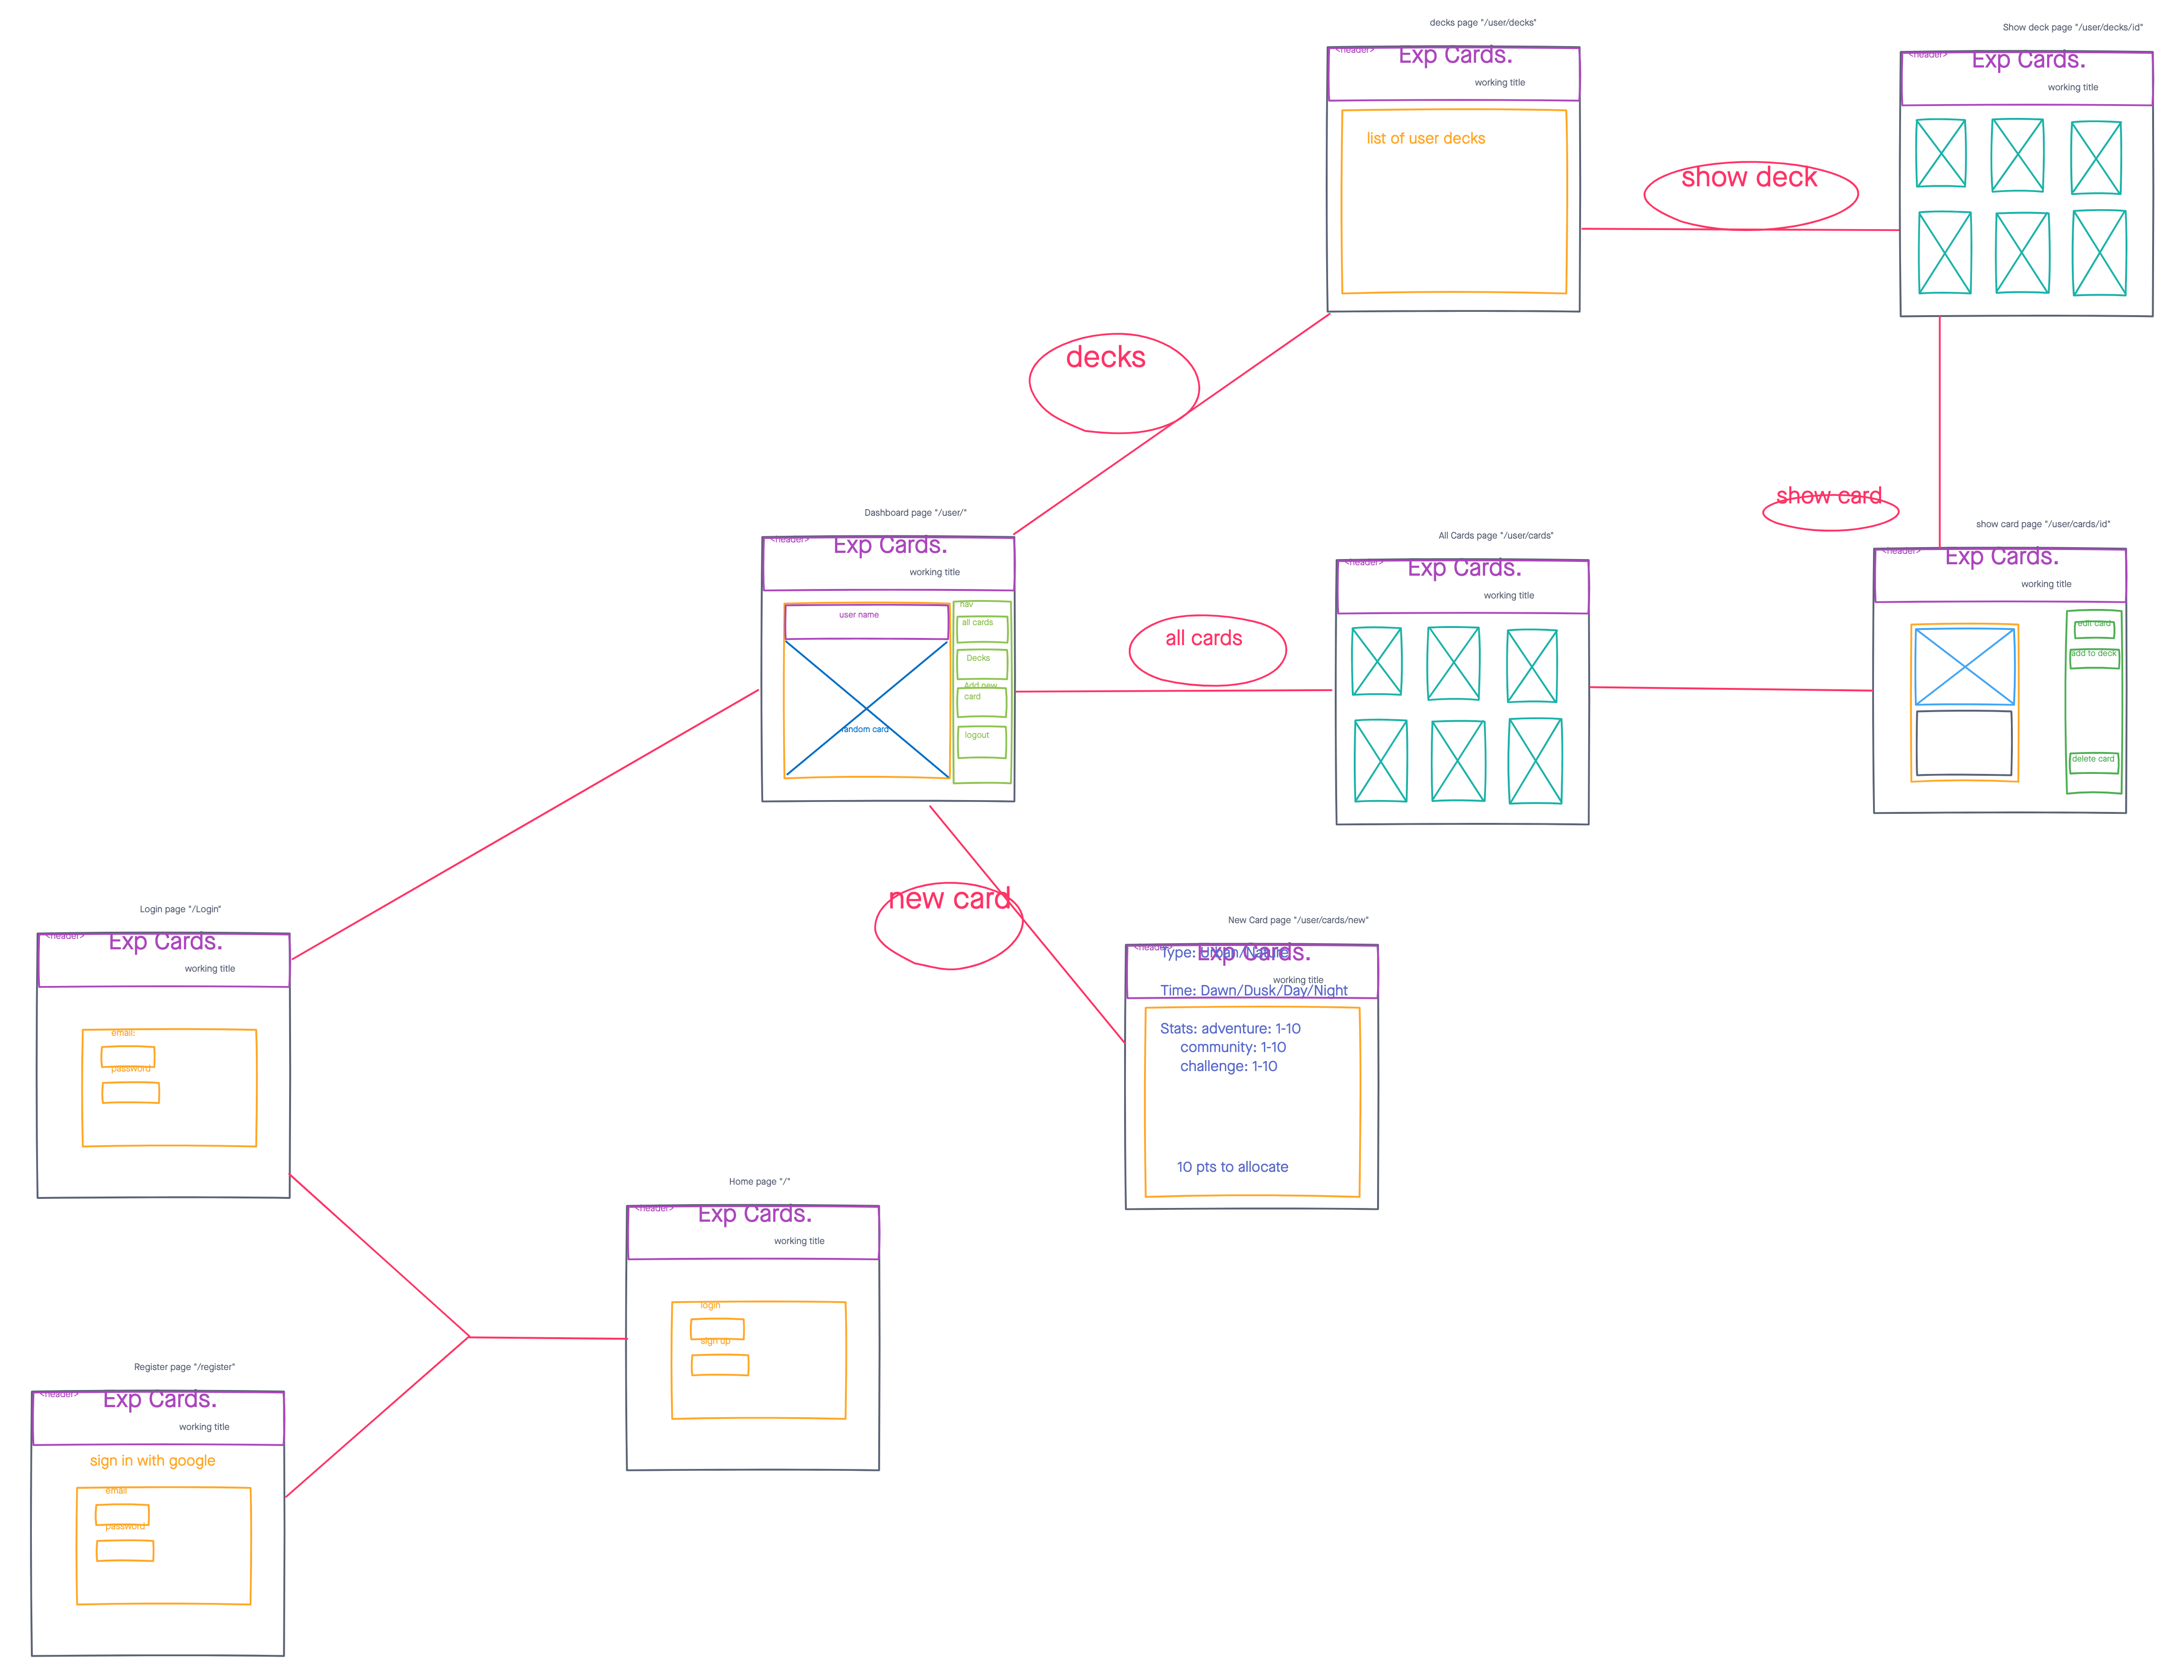 decks page "/user/decks"
<header>
Exp Cards.
working title
list of user decks
show deck
Show deck page "/user/decks/id"
<header>
Exp Cards.
working title
decks
show card
Dashboard page "/user/"
<header>
Exp Cards.
working title
user name
random card
nav
all cards
Decks
Add new
card
logout
all cards
All Cards page "/user/cards"
<header>
Exp Cards.
working title
show card page "/user/cards/id"
<header>
Exp Cards.
working title
edit card
add to deck
delete card
new card
Login page "/Login"
<header>
Exp Cards.
working title
email:
password
New Card page "/user/cards/new"
<header>
Exp Cards.
working title
Type: Urban/Nature
Time: Dawn/Dusk/Day/Night
Stats: adventure: 1-10
community: 1-10
challenge: 1-10
10 pts to allocate
Home page "/"
<header>
Exp Cards.
working title
login
sign up
Register page "/register"
<header>
Exp Cards.
working title
sign in with google
email
password